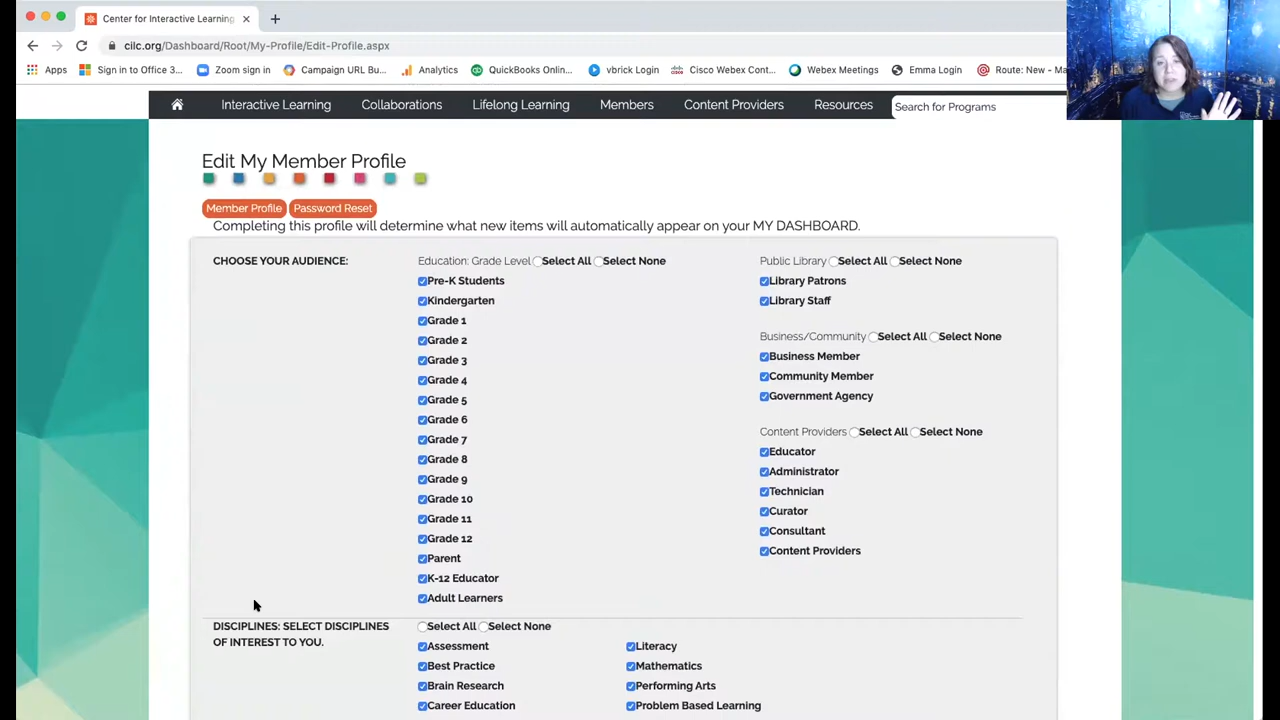 Center for Interactive Learning
cilc.org/Dashboard/Root/My-Profile/Edit-Profile.aspx
Apps Sign in to Office 3... Zoom sign in Campaign URL Bu... Analytics QuickBooks Onlin... vbrick Login Cisco Webex Cont... Webex Meetings Emma Login Route: New – Ma
Interactive Learning Collaborations Lifelong Learning Members Content Providers Resources Search for Programs
Edit My Member Profile
Member Profile Password Reset
Completing this profile will determine what new items will automatically appear on your MY DASHBOARD.
CHOOSE YOUR AUDIENCE:
Education: Grade Level Select All Select None
Pre-K Students
Kindergarten
Grade 1
Grade 2
Grade 3
Grade 4
Grade 5
Grade 6
Grade 7
Grade 8
Grade 9
Grade 10
Grade 11
Grade 12
Parent
K-12 Educator
Adult Learners
Public Library Select All Select None
Library Patrons
Library Staff
Business/Community Select All Select None
Business Member
Community Member
Government Agency
Content Providers Select All Select None
Educator
Administrator
Technician
Curator
Consultant
Content Providers
DISCIPLINES: SELECT DISCIPLINES
OF INTEREST TO YOU.
Select All Select None
Assessment
Best Practice
Brain Research
Career Education
Literacy
Mathematics
Performing Arts
Problem Based Learning